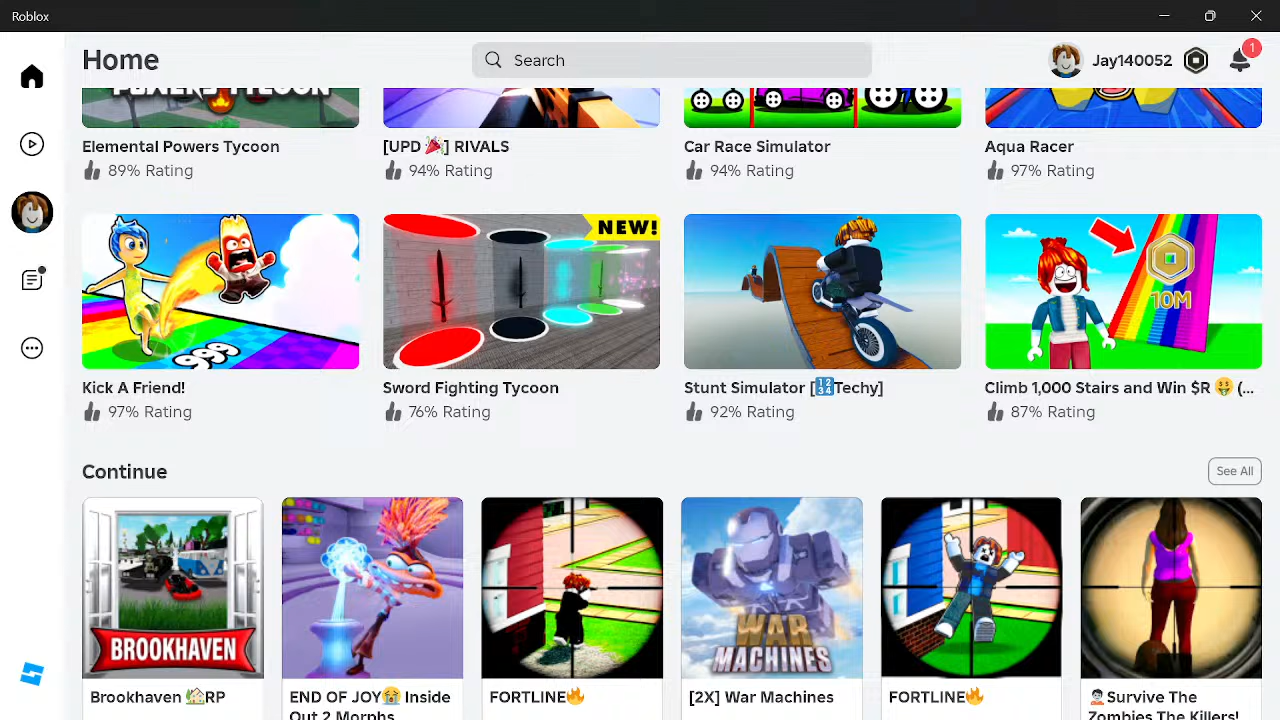 Roblox
Home
Search
Jay140052
1
Elemental Powers Tycoon
[UPD 🎉] RIVALS
Car Race Simulator
Aqua Racer
89% Rating
94% Rating
94% Rating
97% Rating
999
NEW!
10M
Kick A Friend!
Sword Fighting Tycoon
Stunt Simulator [🔢Techy]
Climb 1,000 Stairs and Win $R 🤑 (...
97% Rating
76% Rating
92% Rating
87% Rating
Continue
See All
BROOKHAVEN
WAR
MACHINES
Brookhaven 🏡RP
END OF JOY😭 Inside
Out 2 Morphs
FORTLINE🔥
[2X] War Machines
FORTLINE🔥
🧟Survive The
Zombies The Killers!